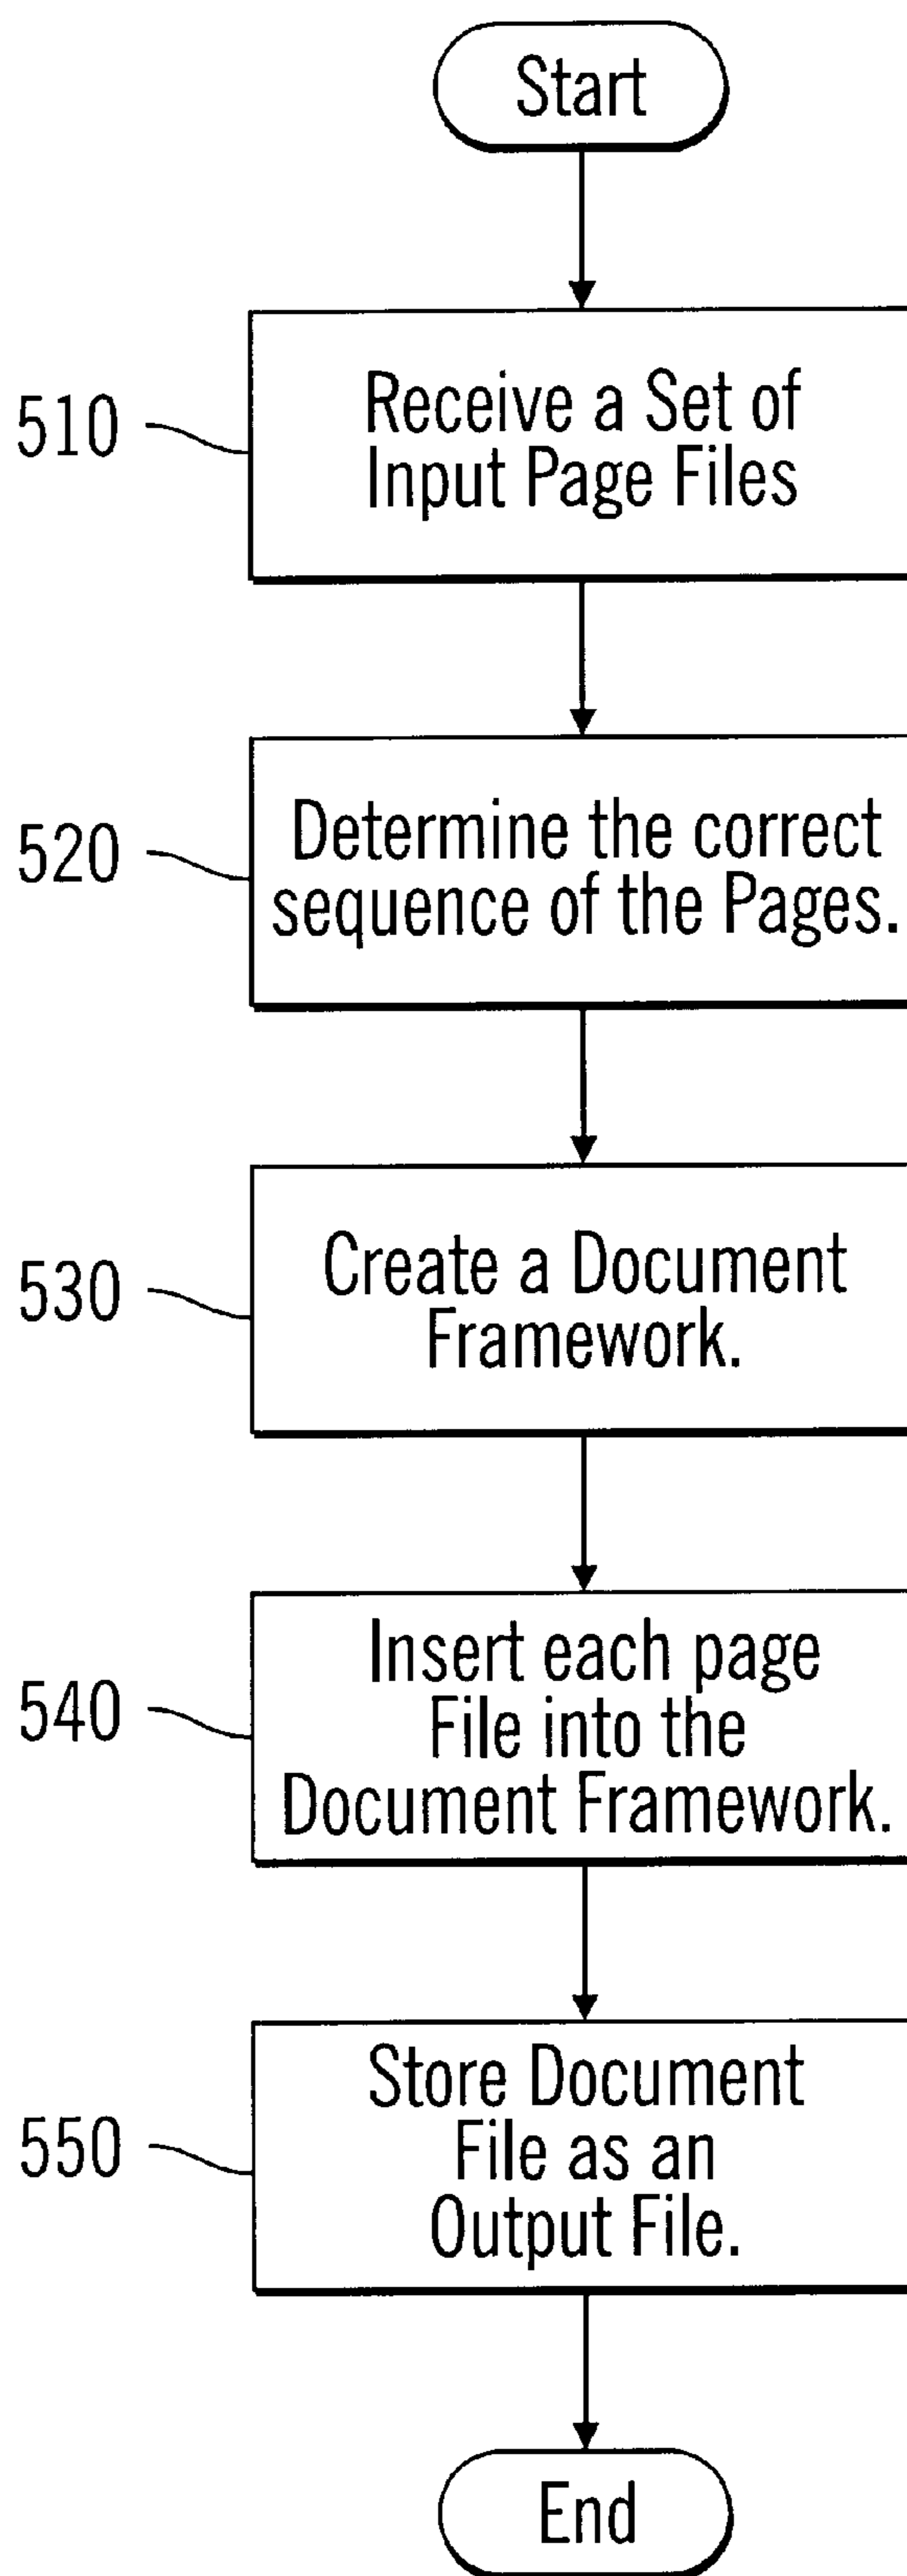 Start
510
Receive a Set of
Input Page Files
520
Determine the correct
sequence of the Pages.
530
Create a Document
Framework.
540
Insert each page
File into the
Document Framework.
550
Store Document
File as an
Output File.
End